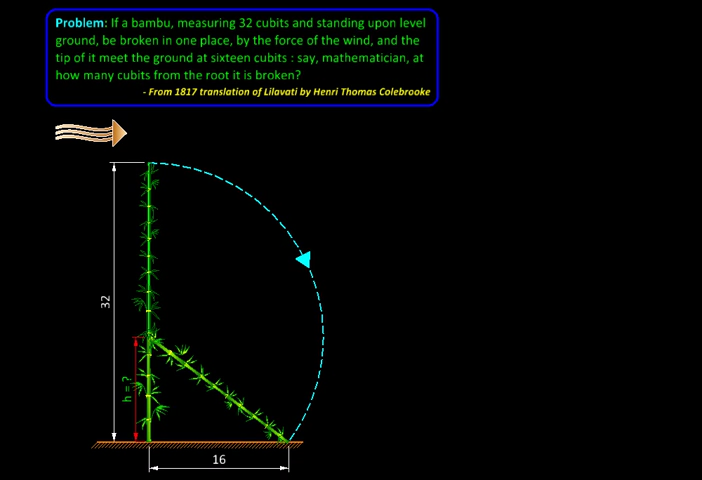 Problem: If a bambu, measuring 32 cubits and standing upon level
ground, be broken in one place, by the force of the wind, and the
tip of it meet the ground at sixteen cubits : say, mathematician, at
how many cubits from the root it is broken?
- From 1817 translation of Lilavati by Henri Thomas Colebrooke
32
h = ?
16